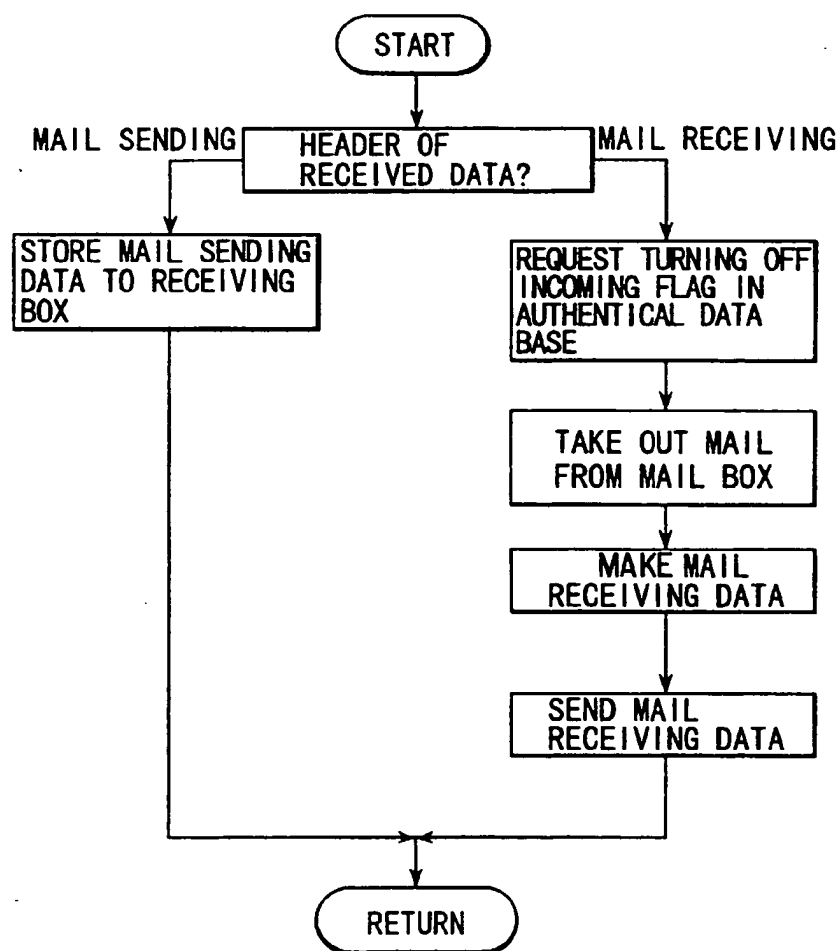 START
MAIL SENDING
HEADER OF
RECEIVED DATA?
MAIL RECEIVING
STORE MAIL SENDING
DATA TO RECEIVING
BOX
REQUEST TURNING OFF
INCOMING FLAG IN
AUTHENTICAL DATA
BASE
TAKE OUT MAIL
FROM MAIL BOX
MAKE MAIL
RECEIVING DATA
SEND MAIL
RECEIVING DATA
RETURN